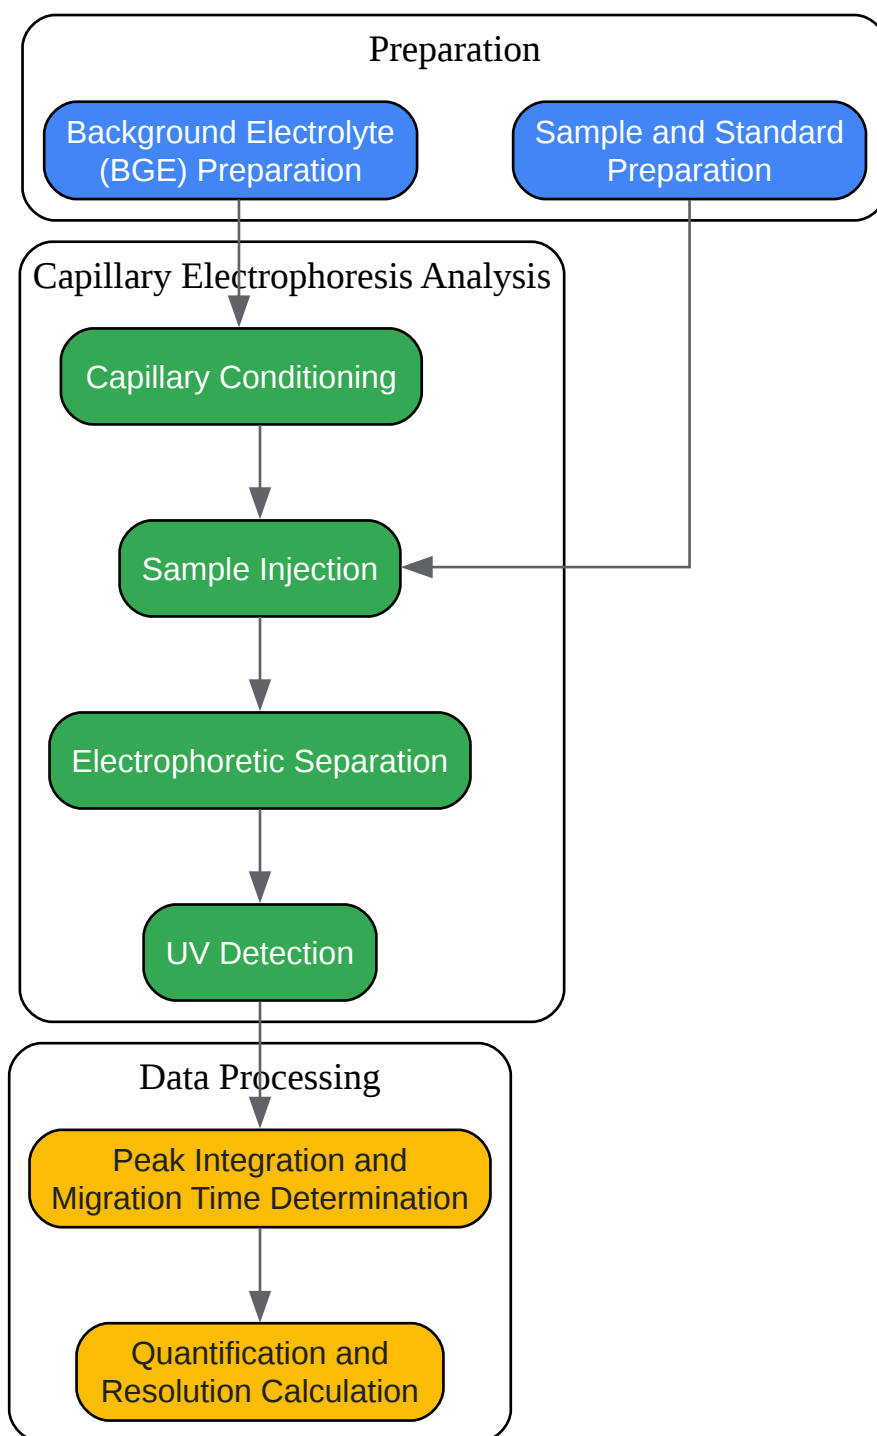 Preparation
Background Electrolyte
(BGE) Preparation
Sample and Standard
Preparation
Capillary Electrophoresis Analysis
Capillary Conditioning
Sample Injection
Electrophoretic Separation
UV Detection
Data Processing
Peak Integration and
Migration Time Determination
Quantification and
Resolution Calculation